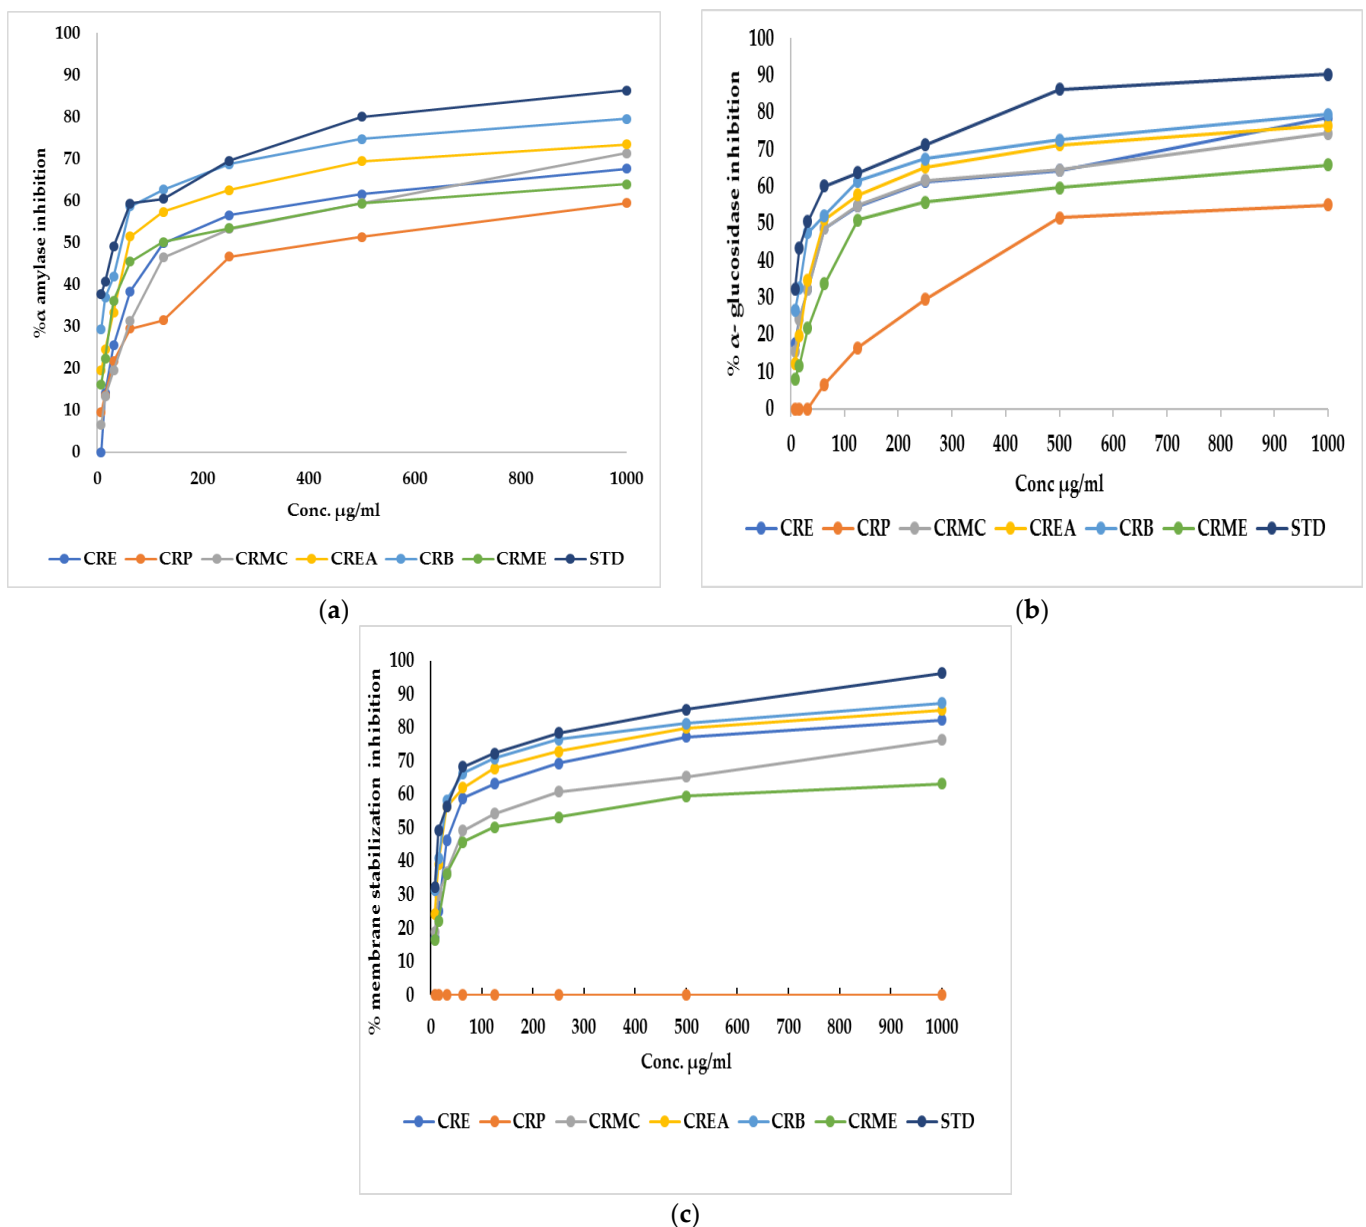 100
90
80
70
60
50
40
30
20
10
0
%α amylase inhibition
0 200 400 600 800 1000
Conc. µg/ml
CRE CRP CRMC CREA CRB CRME STD
(a)
100
90
80
70
60
50
40
30
20
10
0
% α- glucosidase inhibition
0 100 200 300 400 500 600 700 800 900 1000
Conc µg/ml
CRE CRP CRMC CREA CRB CRME STD
(b)
100
90
80
70
60
50
40
30
20
10
0
% membrane stabilization inhibition
0 100 200 300 400 500 600 700 800 900 1000
Conc. µg/ml
CRE CRP CRMC CREA CRB CRME STD
(c)